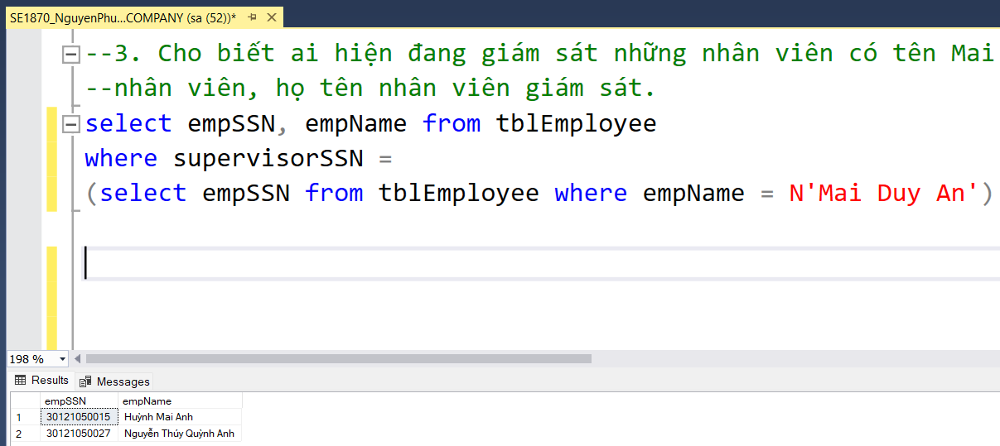 SE1870_NguyenPhu...COMPANY (sa (52))*
--3. Cho biết ai hiện đang giám sát những nhân viên có tên Mai
--nhân viên, họ tên nhân viên giám sát.
select empSSN, empName from tblEmployee
where supervisorSSN =
(select empSSN from tblEmployee where empName = N'Mai Duy An')
198 %
Results Messages
empSSN empName
1 30121050015 Huỳnh Mai Anh
2 30121050027 Nguyễn Thúy Quỳnh Anh